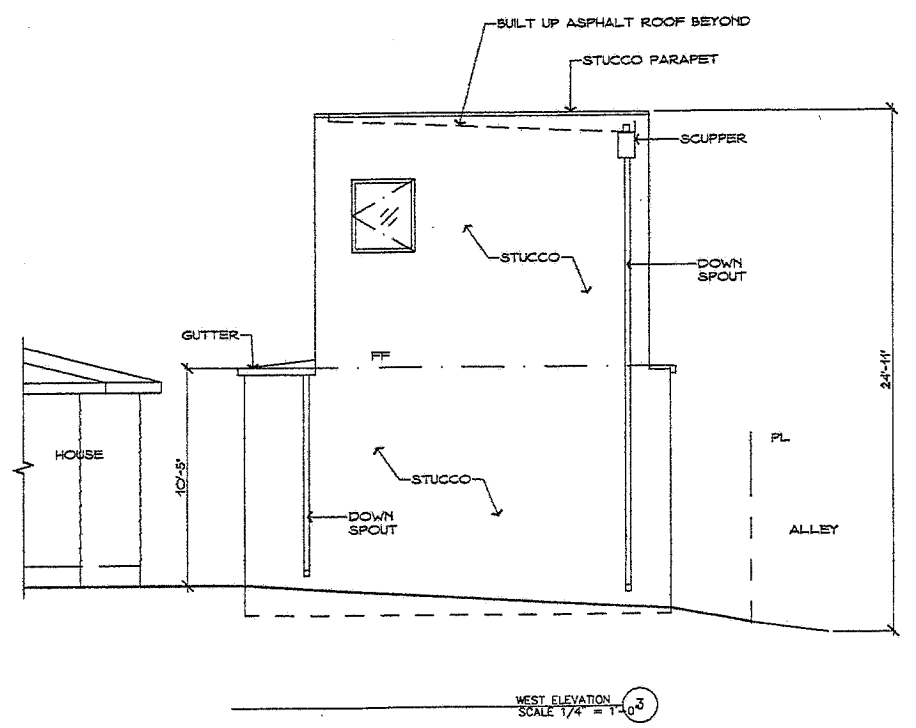 BUILT UP ASPHALT ROOF BEYOND
STUCCO PARAPET
SCUPPER
STUCCO
DOWN
SPOUT
GUTTER
FF
24'-11"
HOUSE
PL
10'-5"
STUCCO
DOWN
SPOUT
ALLEY
WEST ELEVATION
SCALE 1/4" = 1'-0
3